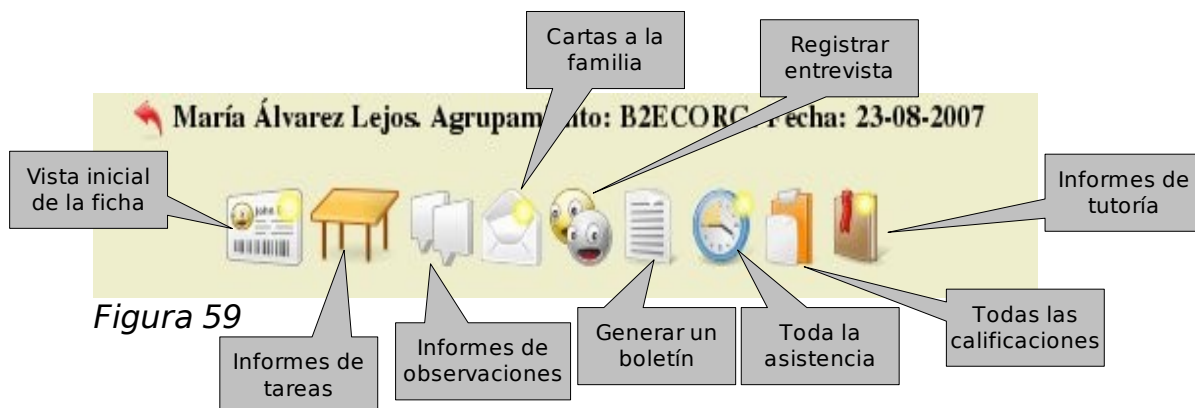 Cartas a la
familia
Registrar
entrevista
María Álvarez Lejos. Agrupam nto: B2ECORC Fecha: 23-08-2007
Vista inicial
de la ficha
Informes de
tutoría
Figura 59
Informes de
tareas
Informes de
observaciones
Generar un
boletín
Toda la
asistencia
Todas las
calificaciones